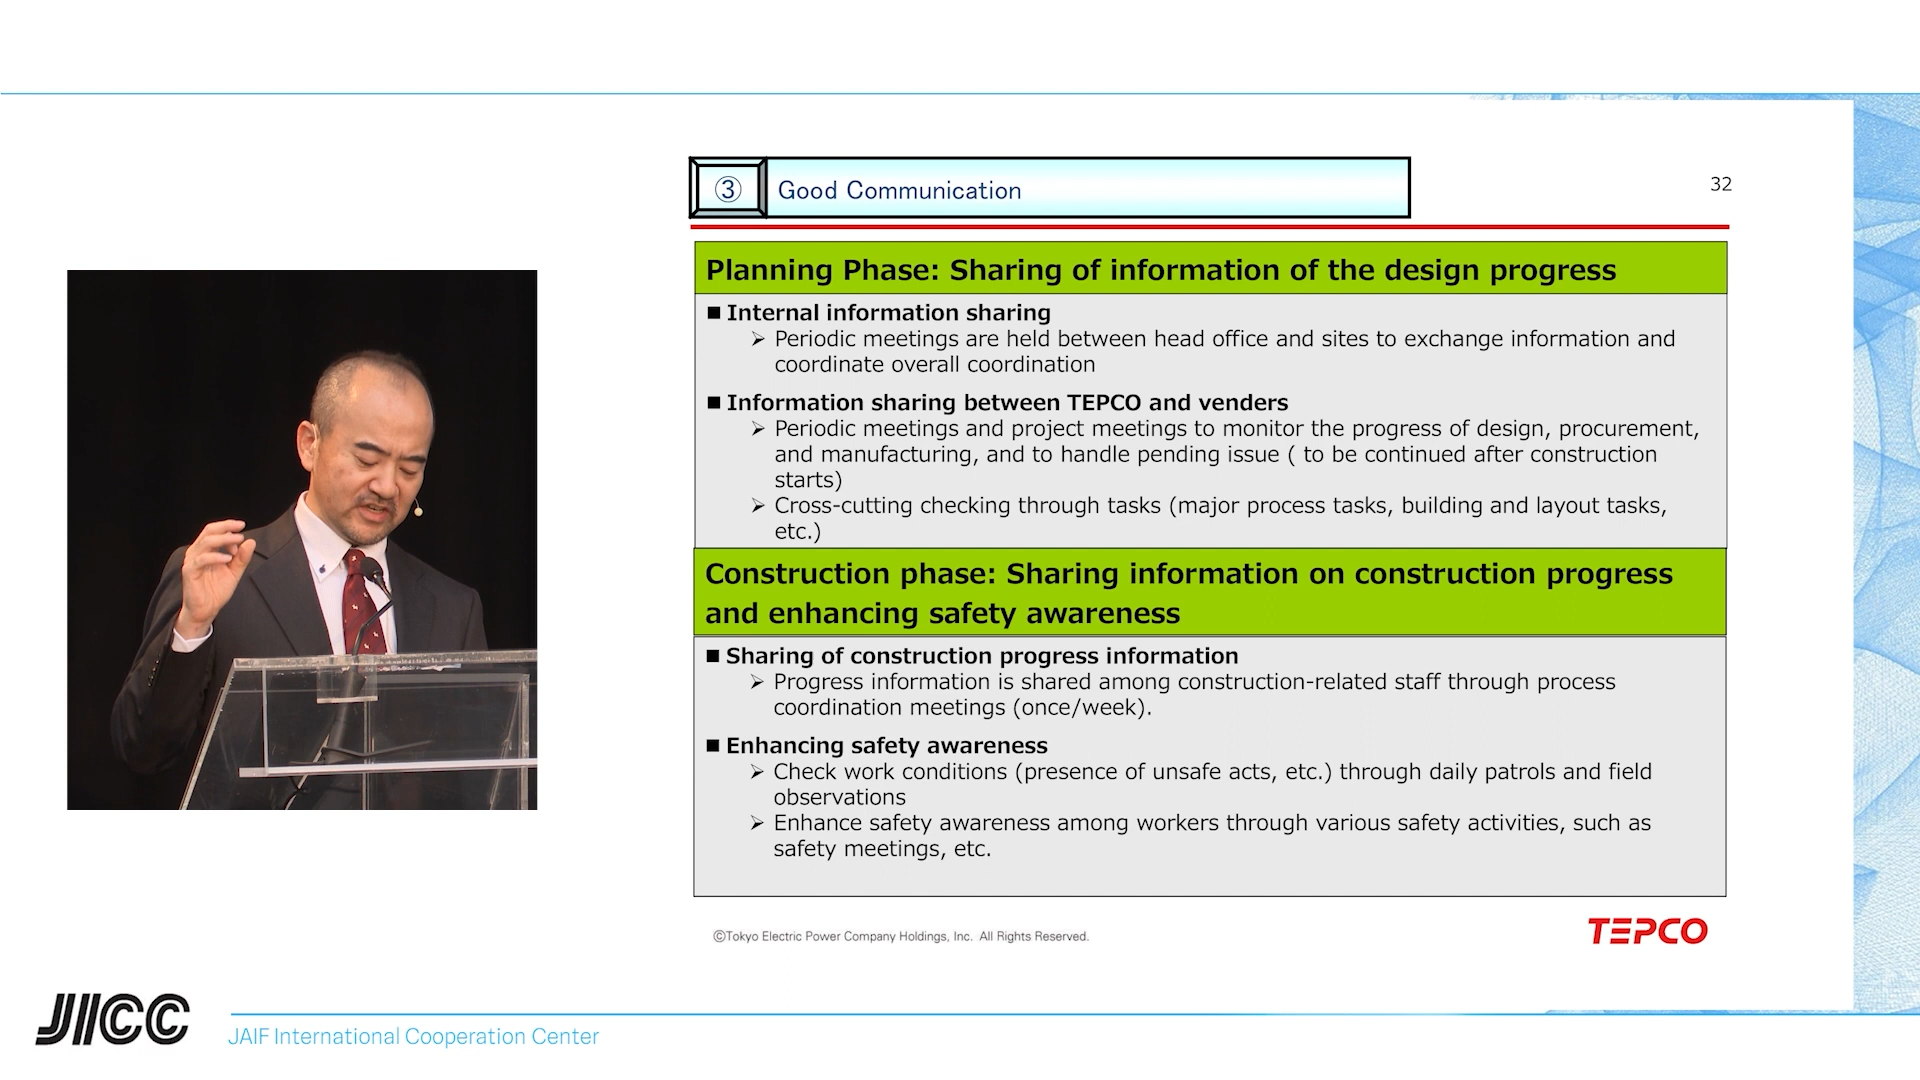 ③ Good Communication
32
Planning Phase: Sharing of information of the design progress
■ Internal information sharing
➢ Periodic meetings are held between head office and sites to exchange information and
coordinate overall coordination
■ Information sharing between TEPCO and venders
➢ Periodic meetings and project meetings to monitor the progress of design, procurement,
and manufacturing, and to handle pending issue ( to be continued after construction
starts)
➢ Cross-cutting checking through tasks (major process tasks, building and layout tasks,
etc.)
Construction phase: Sharing information on construction progress
and enhancing safety awareness
■ Sharing of construction progress information
➢ Progress information is shared among construction-related staff through process
coordination meetings (once/week).
■ Enhancing safety awareness
➢ Check work conditions (presence of unsafe acts, etc.) through daily patrols and field
observations
➢ Enhance safety awareness among workers through various safety activities, such as
safety meetings, etc.
©Tokyo Electric Power Company Holdings, Inc. All Rights Reserved.
TEPCO
JICC
JAIF International Cooperation Center